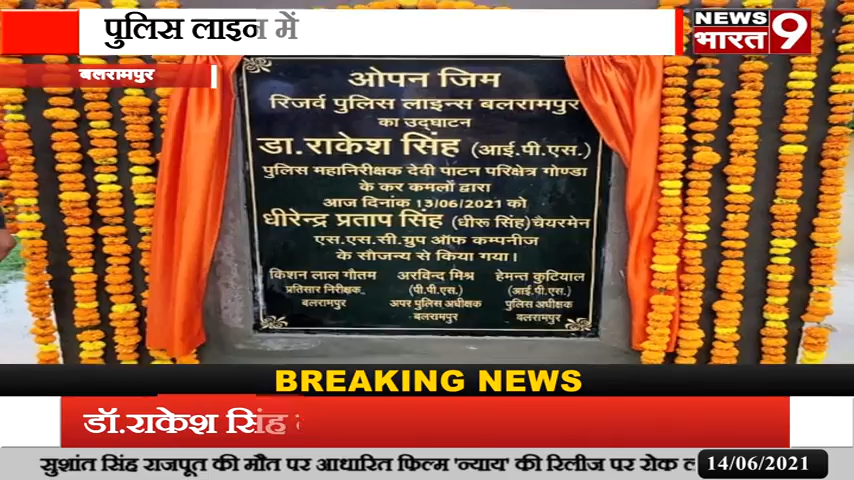 पुलिस लाइन में
NEWS
भारत 9
बलरामपुर
ओपन जिम
रिजर्व पुलिस लाइन्स बलरामपुर
का उद्घाटन
डा.राकेश सिंह (आई.पी.एस.)
पुलिस महानिरीक्षक देवी पाटन परिक्षेत्र गोण्डा
के कर कमलों द्वारा
आज दिनांक 13/06/2021 को
धीरेन्द्र प्रताप सिंह (धीरू सिंह) चेयरमेन
एस.एस.सी.ग्रुप ऑफ कम्पनीज
के सौजन्य से किया गया।
किशन लाल गौतम अरविन्द मिश्र हेमन्त कुटियाल
प्रतिसार निरीक्षक (पी.पी.एस.) (आई.पी.एस.)
बलरामपुर अपर पुलिस अधीक्षक पुलिस अधीक्षक
बलरामपुर बलरामपुर
BREAKING NEWS
डॉ.राकेश सिंह
सुशांत सिंह राजपूत की मौत पर आधारित फिल्म 'न्याय' की रिलीज पर रोक
14/06/2021